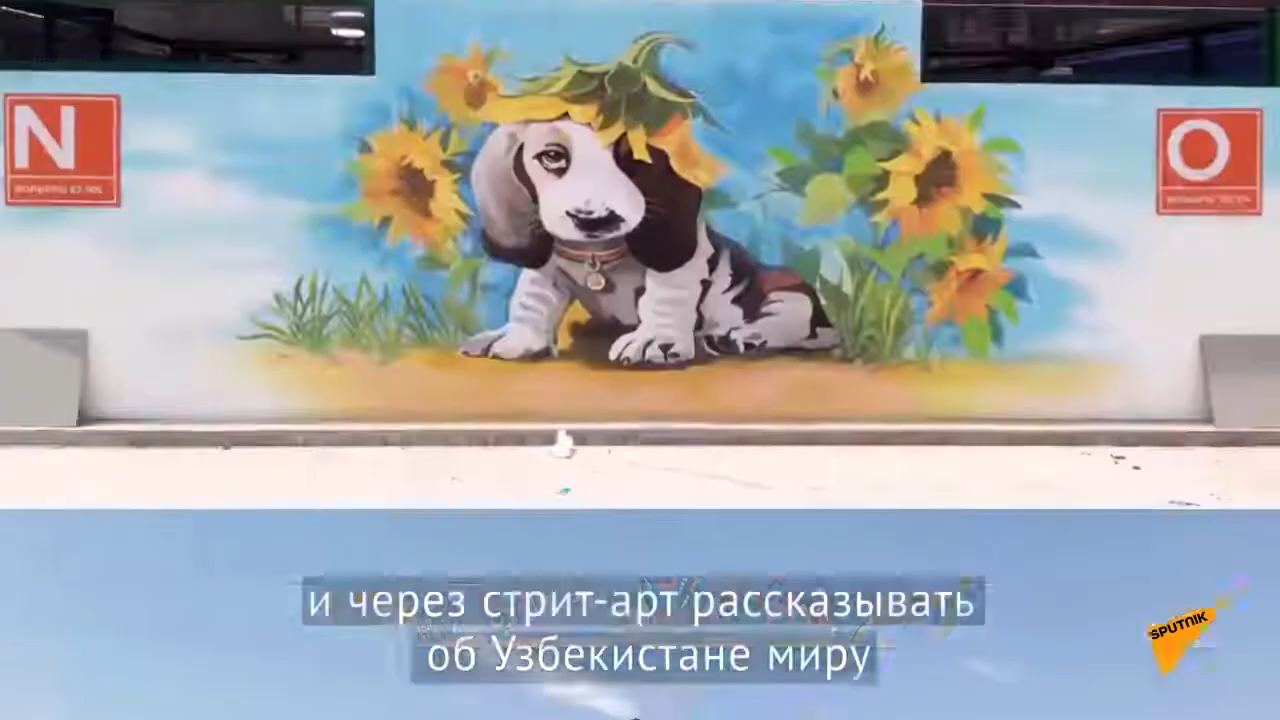 N
O
и через стрит-арт рассказывать
об Узбекистане миру
SPUTNIK